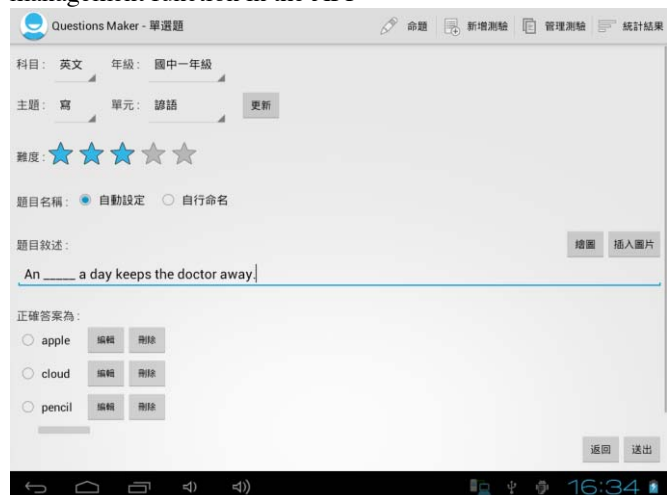 management function in the APP
Questions Maker - 單選題 命題 新增測驗 管理測驗 統計結果
科目: 英文 年級: 國中一年級
主題: 寫 單元: 諺語 更新
難度:
題目名稱: 自動設定 自行命名
題目敘述: 繪圖 插入圖片
An _____ a day keeps the doctor away.
正確答案為:
apple 編輯 刪除
cloud 編輯 刪除
pencil 編輯 刪除
返回 送出
16:34